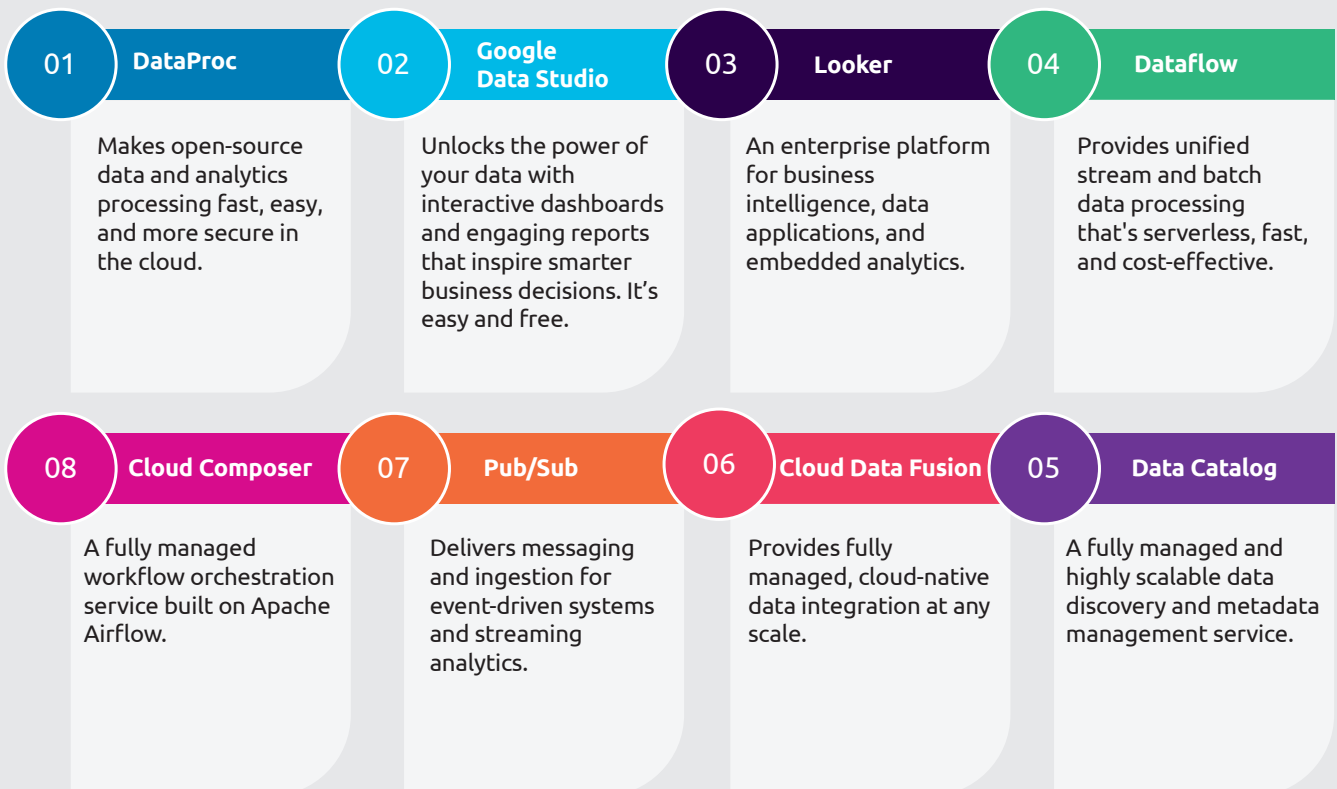 01
DataProc
Makes open-source
data and analytics
processing fast, easy,
and more secure in
the cloud.
02
Google
Data Studio
Unlocks the power of
your data with
interactive dashboards
and engaging reports
that inspire smarter
business decisions. It’s
easy and free.
03
Looker
An enterprise platform
for business
intelligence, data
applications, and
embedded analytics.
04
Dataflow
Provides unified
stream and batch
data processing
that's serverless, fast,
and cost-effective.
08
Cloud Composer
A fully managed
workflow orchestration
service built on Apache
Airflow.
07
Pub/Sub
Delivers messaging
and ingestion for
event-driven systems
and streaming
analytics.
06
Cloud Data Fusion
Provides fully
managed, cloud-native
data integration at any
scale.
05
Data Catalog
A fully managed and
highly scalable data
discovery and metadata
management service.